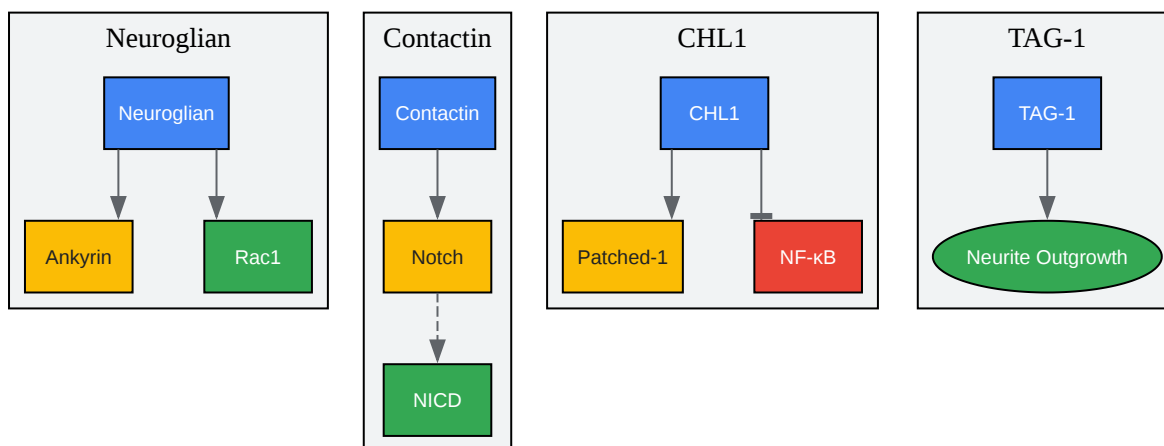 Neuroglian
Neuroglian
Ankyrin
Rac1
Contactin
Contactin
Notch
NICD
CHL1
CHL1
Patched-1
NF-κB
TAG-1
TAG-1
Neurite Outgrowth